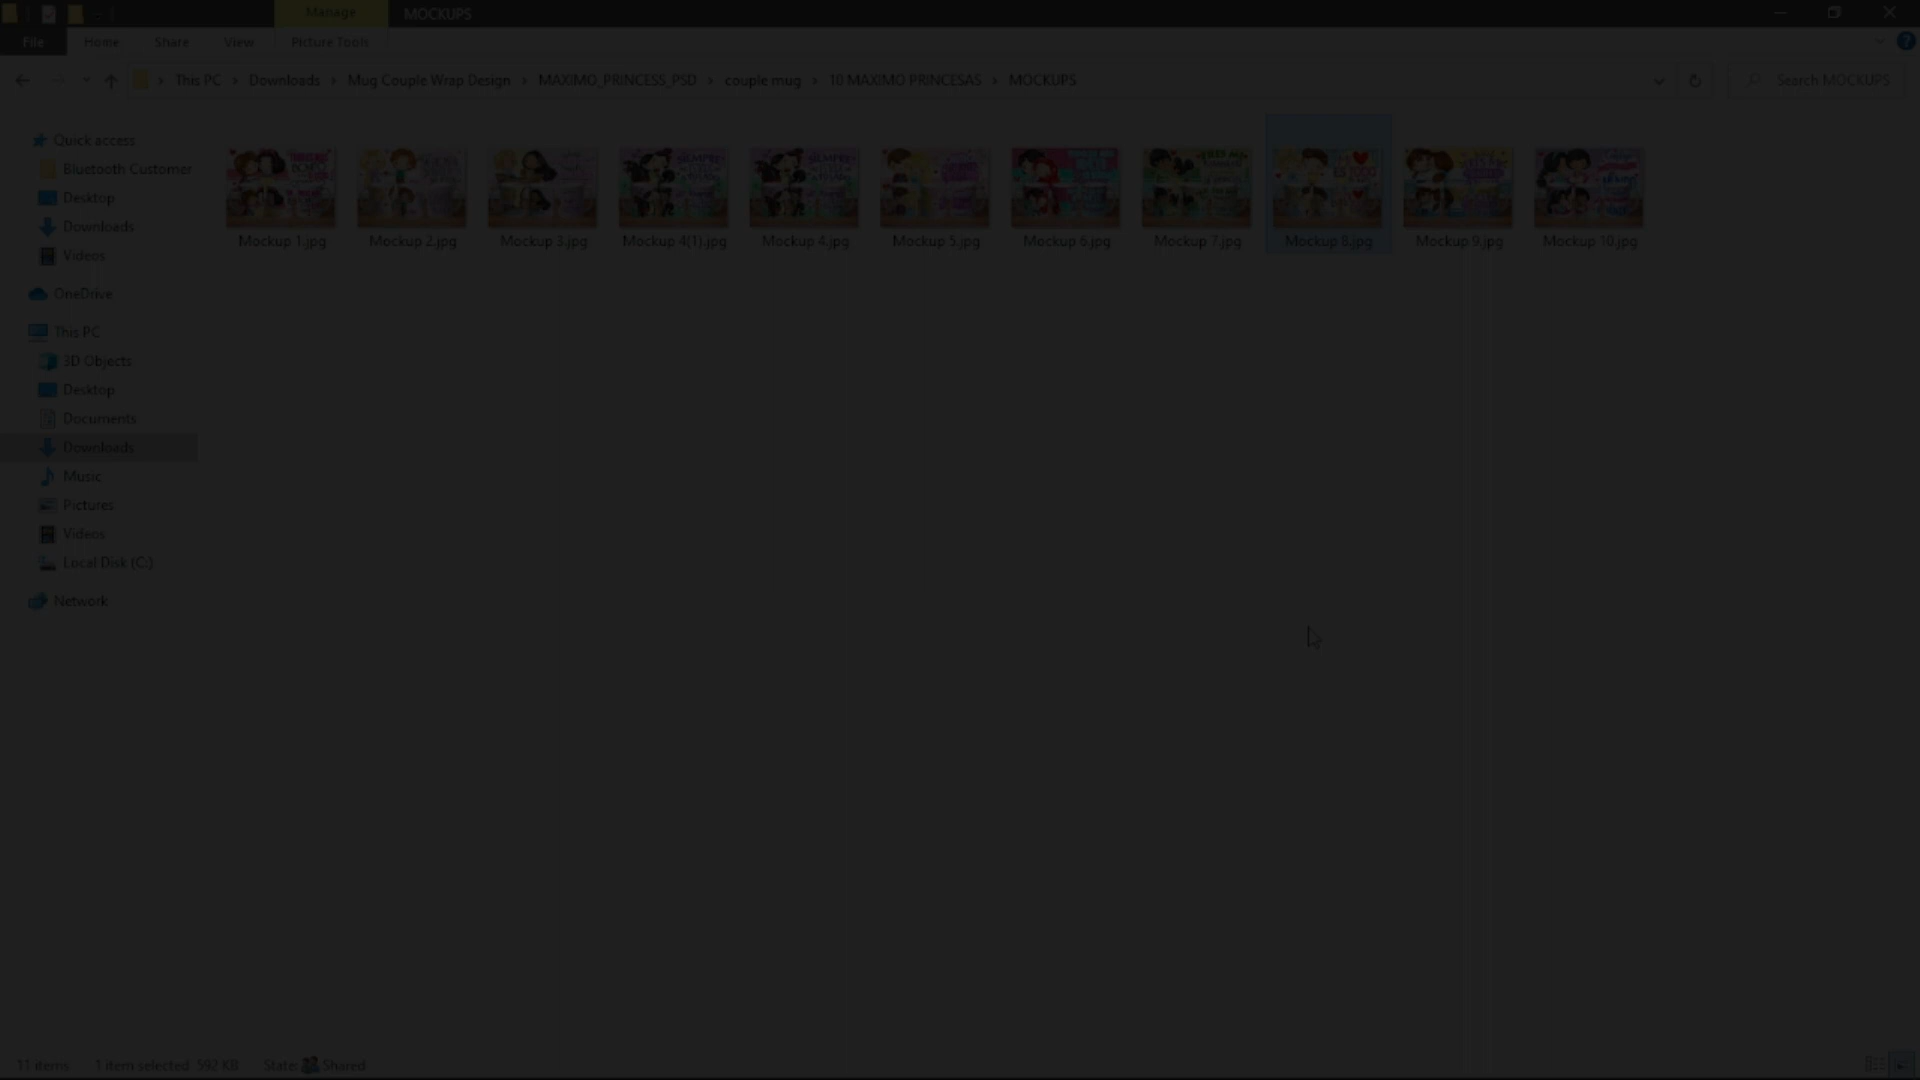 Manage MOCKUPS
File Home Share View Picture Tools
This PC Downloads Mug Couple Wrap Design MAXIMO_PRINCESS_PSD couple mug 10 MAXIMO PRINCESAS MOCKUPS Search MOCKUPS
Quick access
Bluetooth Customer
Desktop
Downloads
Videos
OneDrive
This PC
3D Objects
Desktop
Documents
Downloads
Music
Pictures
Videos
Local Disk (C:)
Network
SIEMPRE SIEMPRE
ES TODO
Mockup 1.jpg Mockup 2.jpg Mockup 3.jpg Mockup 4(1).jpg Mockup 4.jpg Mockup 5.jpg Mockup 6.jpg Mockup 7.jpg Mockup 8.jpg Mockup 9.jpg Mockup 10.jpg
11 items 1 item selected 592 KB State: Shared